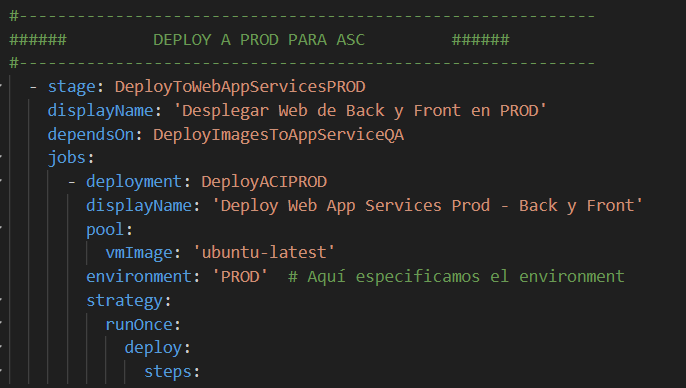 #------------------------------------------------------------
######         DEPLOY A PROD PARA ASC         ######
#------------------------------------------------------------
- stage: DeployToWebAppServicesPROD
displayName: 'Desplegar Web de Back y Front en PROD'
dependsOn: DeployImagesToAppServiceQA
jobs:
- deployment: DeployACIPROD
displayName: 'Deploy Web App Services Prod - Back y Front'
pool:
vmImage: 'ubuntu-latest'
environment: 'PROD'  # Aquí especificamos el environment
strategy:
runOnce:
deploy:
steps: